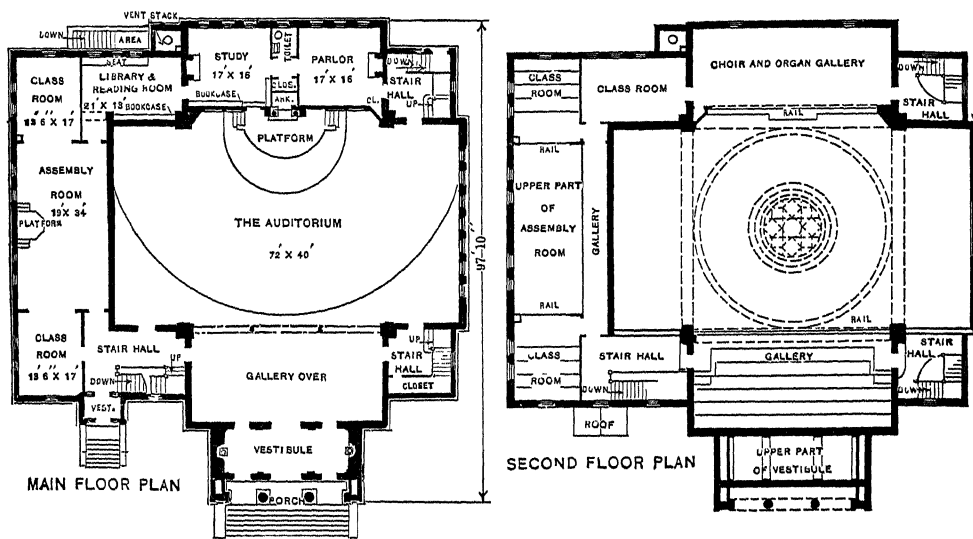 VENT STACK
DOWN
AREA
SEAT
CLASS
ROOM
13' 6" X 17'
LIBRARY &
READING ROOM
21' X 13'
BOOKCASE
STUDY
17' X 16'
BOOKCASE
TOILET
CLOS.
PARLOR
17' X 16'
DOWN
STAIR
HALL
UP
CL.
PLATFORM
ASSEMBLY
ROOM
19' X 34'
PLATFORM
THE AUDITORIUM
72' X 40'
97'-10"
CLASS
ROOM
13' 6" X 17'
STAIR HALL
UP
DOWN
VEST.
GALLERY OVER
UP
STAIR
HALL
CLOSET
VESTIBULE
PORCH
MAIN FLOOR PLAN
CHOIR AND ORGAN GALLERY
CLASS
ROOM
CLASS ROOM
DOWN
STAIR
HALL
RAIL
RAIL
UPPER PART
OF
ASSEMBLY
ROOM
GALLERY
RAIL
RAIL
CLASS
ROOM
STAIR HALL
DOWN
GALLERY
STAIR
HALL
DOWN
ROOF
UPPER PART
OF VESTIBULE
SECOND FLOOR PLAN